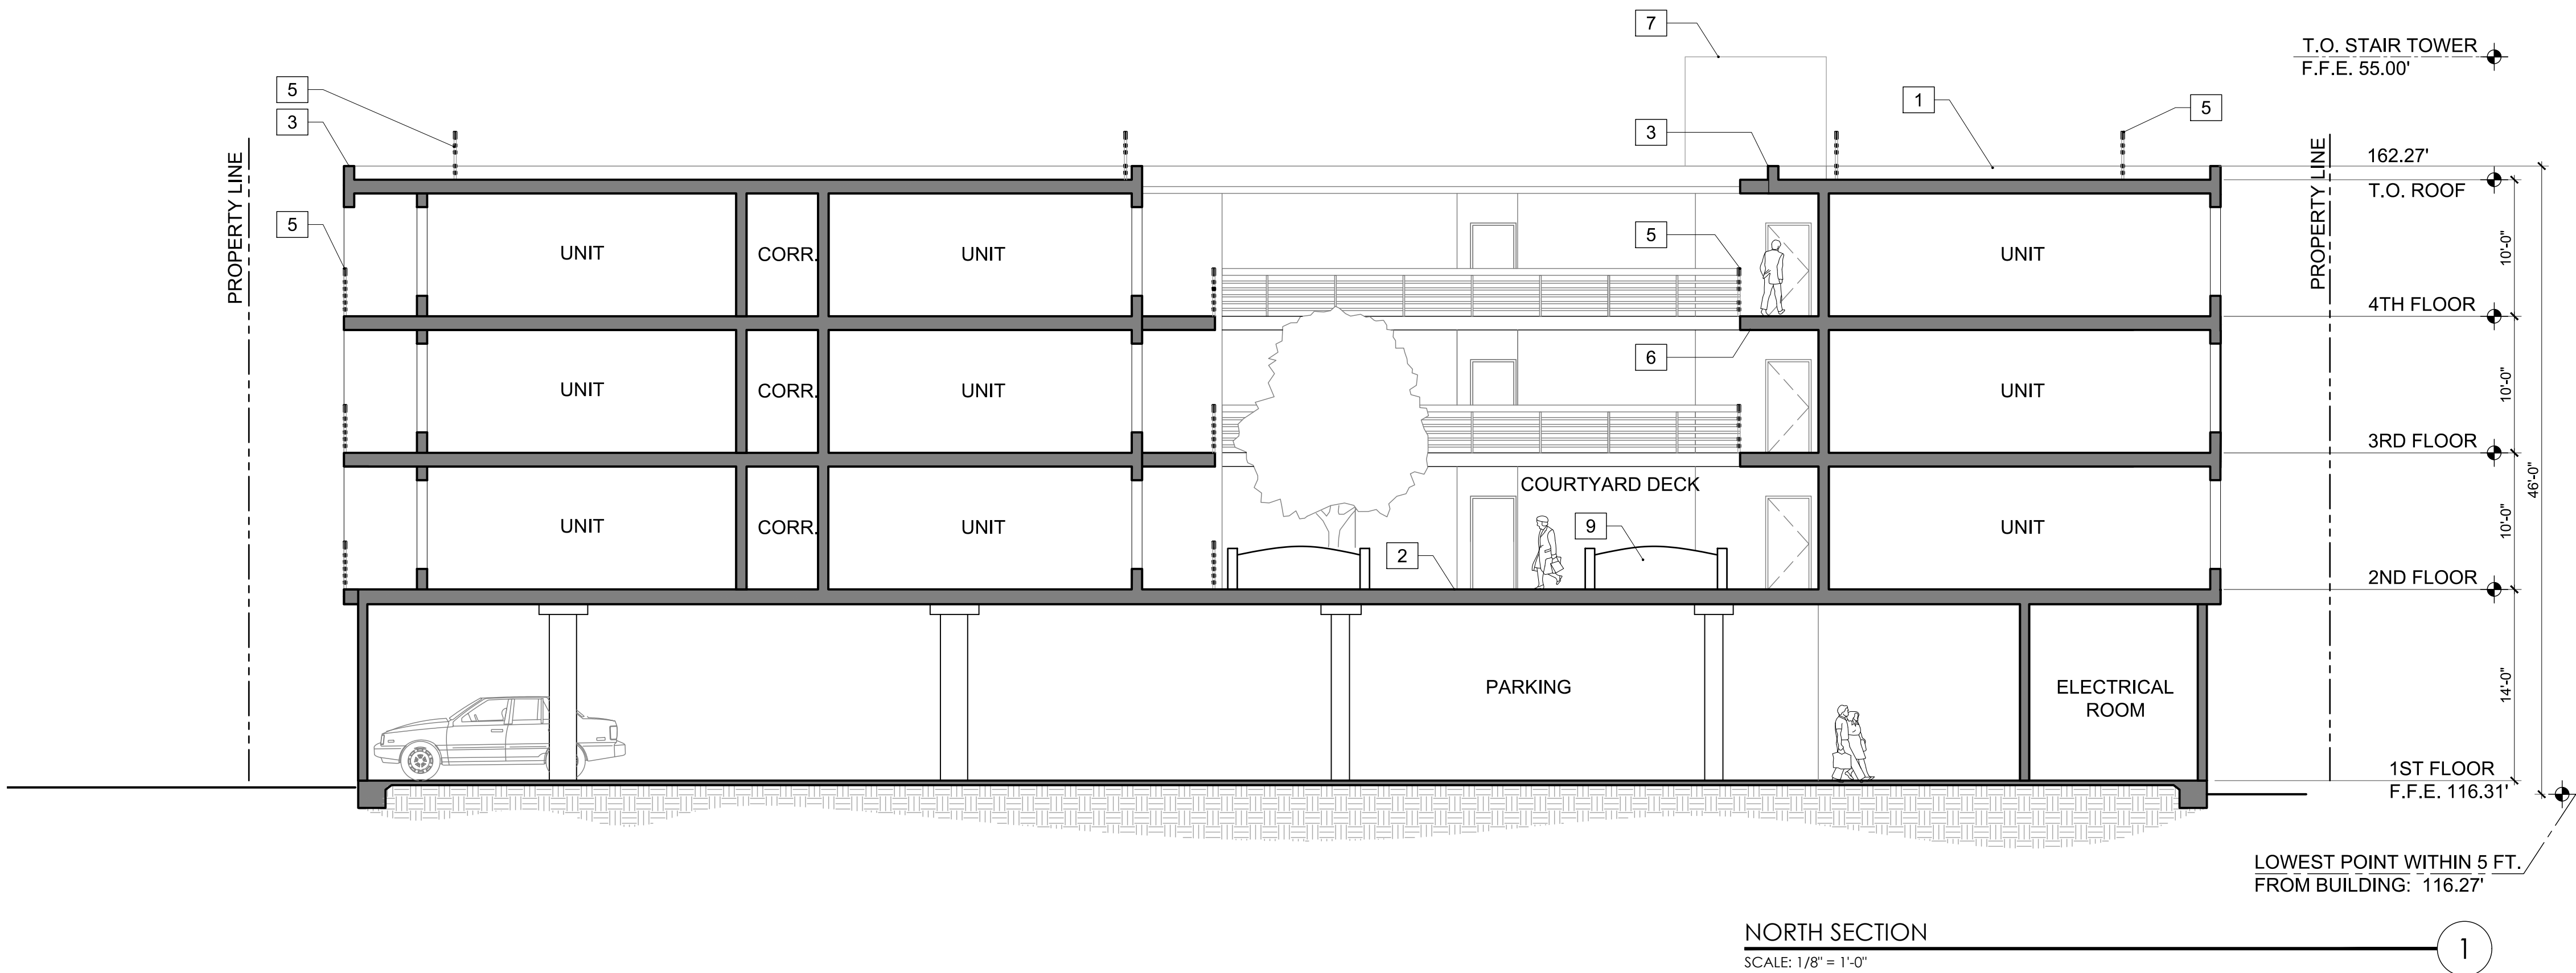 7
T.O. STAIR TOWER
F.F.E. 55.00'
5
1
5
3
3
162.27'
T.O. ROOF
PROPERTY LINE
PROPERTY LINE
5
5
UNIT
CORR.
UNIT
UNIT
10'-0"
4TH FLOOR
6
UNIT
CORR.
UNIT
UNIT
10'-0"
3RD FLOOR
46'-0"
COURTYARD DECK
UNIT
CORR.
UNIT
9
UNIT
10'-0"
2
2ND FLOOR
PARKING
ELECTRICAL
ROOM
14'-0"
1ST FLOOR
F.F.E. 116.31'
LOWEST POINT WITHIN 5 FT.
FROM BUILDING: 116.27'
NORTH SECTION
1
SCALE: 1/8" = 1'-0"